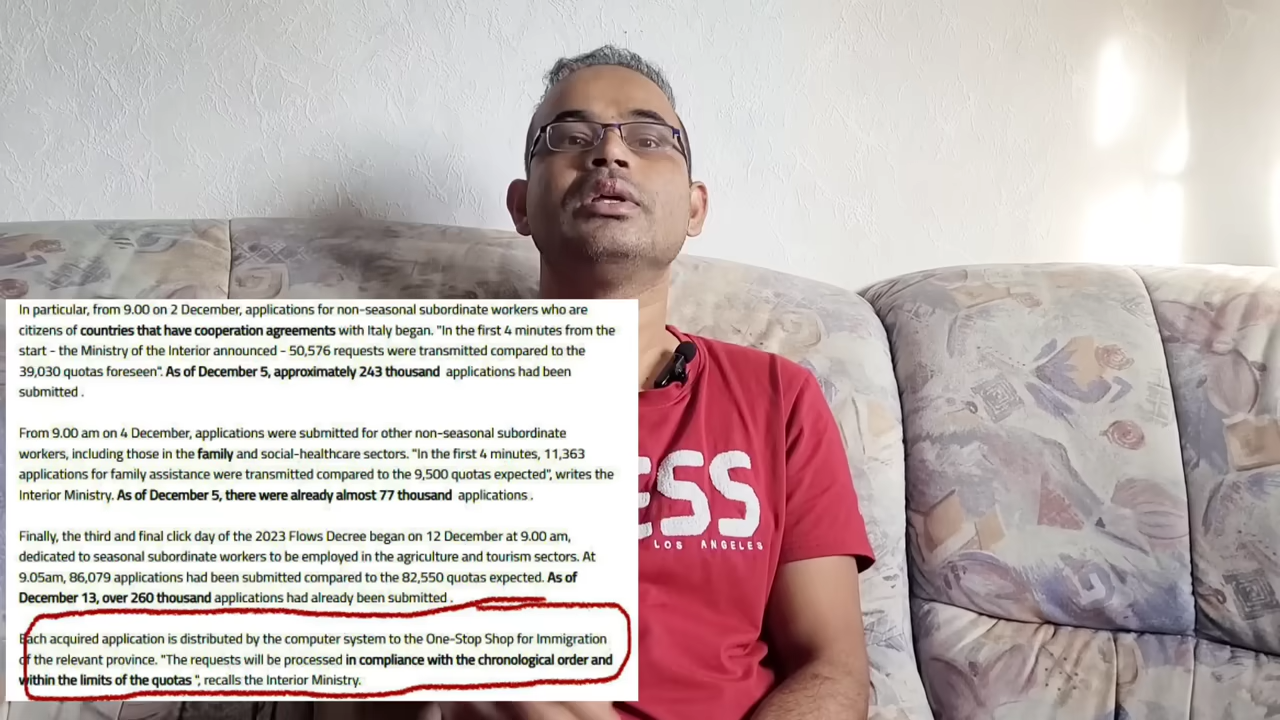 In particular, from 9.00 on 2 December, applications for non-seasonal subordinate workers who are
citizens of countries that have cooperation agreements with Italy began. "In the first 4 minutes from the
start - the Ministry of the Interior announced - 50,576 requests were transmitted compared to the
39,030 quotas foreseen". As of December 5, approximately 243 thousand applications had been
submitted .
From 9.00 am on 4 December, applications were submitted for other non-seasonal subordinate
workers, including those in the family and social-healthcare sectors. "In the first 4 minutes, 11,363
applications for family assistance were transmitted compared to the 9,500 quotas expected", writes the
Interior Ministry. As of December 5, there were already almost 77 thousand applications .
Finally, the third and final click day of the 2023 Flows Decree began on 12 December at 9.00 am,
dedicated to seasonal subordinate workers to be employed in the agriculture and tourism sectors. At
9.05am, 86,079 applications had been submitted compared to the 82,550 quotas expected. As of
December 13, over 260 thousand applications had already been submitted .
Each acquired application is distributed by the computer system to the One-Stop Shop for Immigration
of the relevant province. "The requests will be processed in compliance with the chronological order and
within the limits of the quotas ", recalls the Interior Ministry.
ESS
LOS ANGELES